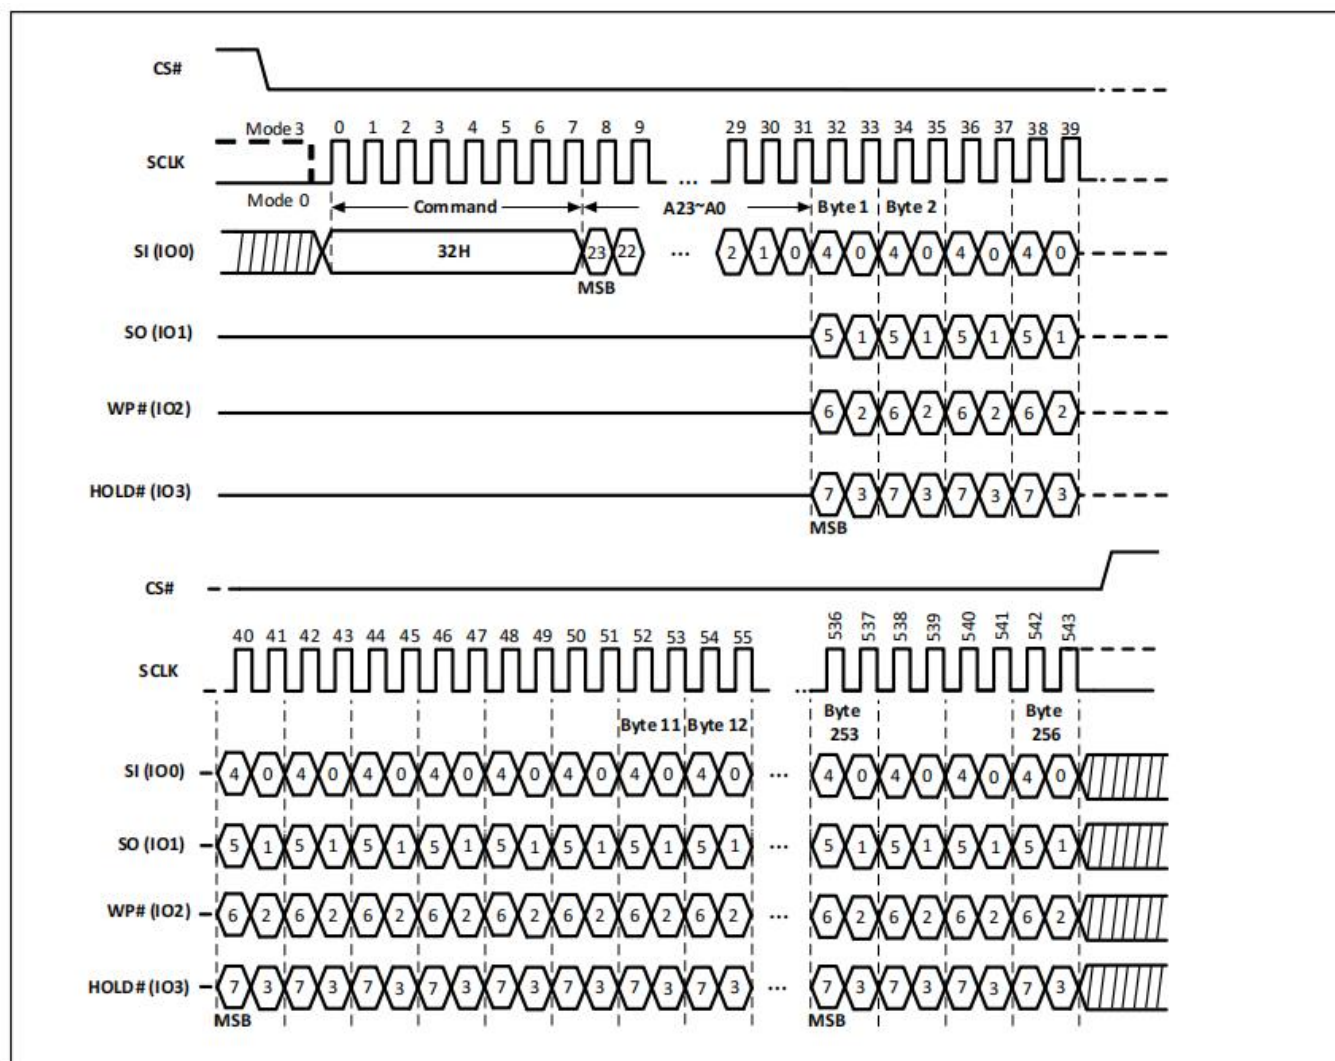 CS#
Mode 3 0 1 2 3 4 5 6 7 8 9 29 30 31 32 33 34 35 36 37 38 39
SCLK ...
Mode 0 Command A23~A0 Byte 1 Byte 2
SI (IO0) 32H 23 22 ... 2 1 0 4 0 4 0 4 0 4 0
MSB
SO (IO1) 5 1 5 1 5 1 5 1
WP# (IO2) 6 2 6 2 6 2 6 2
HOLD# (IO3) 7 3 7 3 7 3 7 3
MSB
CS#
40 41 42 43 44 45 46 47 48 49 50 51 52 53 54 55 536 537 538 539 540 541 542 543
SCLK ...
Byte 11 Byte 12 Byte Byte
253 256
SI (IO0) 4 0 4 0 4 0 4 0 4 0 4 0 4 0 4 0 ... 4 0 4 0 4 0 4 0
SO (IO1) 5 1 5 1 5 1 5 1 5 1 5 1 5 1 5 1 ... 5 1 5 1 5 1 5 1
WP# (IO2) 6 2 6 2 6 2 6 2 6 2 6 2 6 2 6 2 ... 6 2 6 2 6 2 6 2
HOLD# (IO3) 7 3 7 3 7 3 7 3 7 3 7 3 7 3 7 3 ... 7 3 7 3 7 3 7 3
MSB MSB